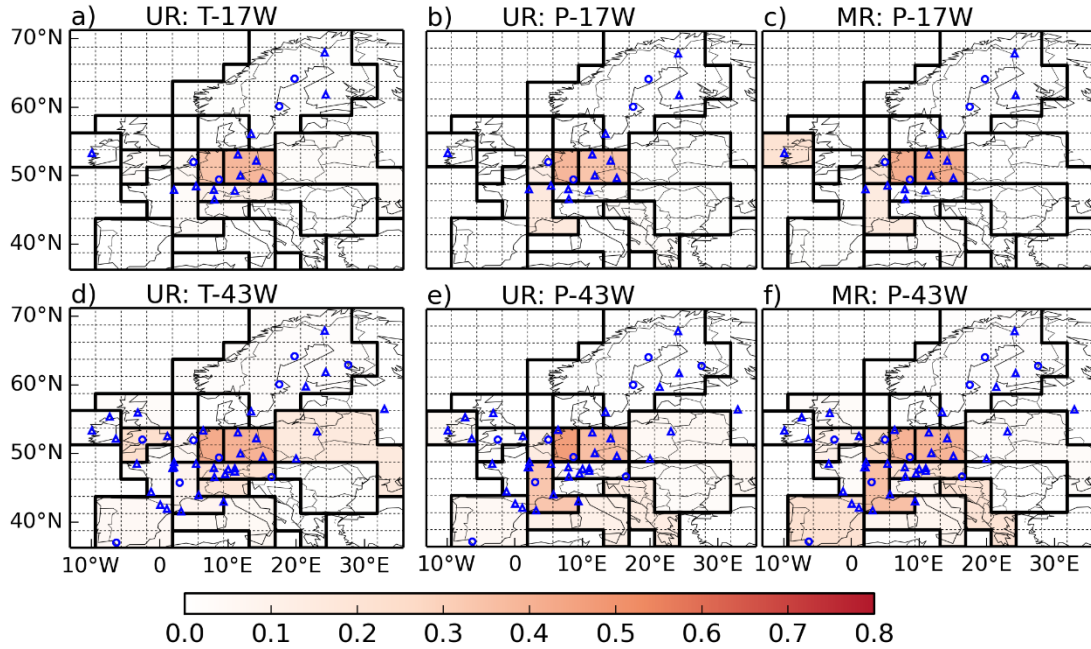 a) UR: T-17W
b) UR: P-17W
c) MR: P-17W
70°N
60°N
50°N
40°N
d) UR: T-43W
e) UR: P-43W
f) MR: P-43W
70°N
60°N
50°N
40°N
10°W 0 10°E 20°E 30°E
10°W 0 10°E 20°E 30°E
10°W 0 10°E 20°E 30°E
0.0 0.1 0.2 0.3 0.4 0.5 0.6 0.7 0.8